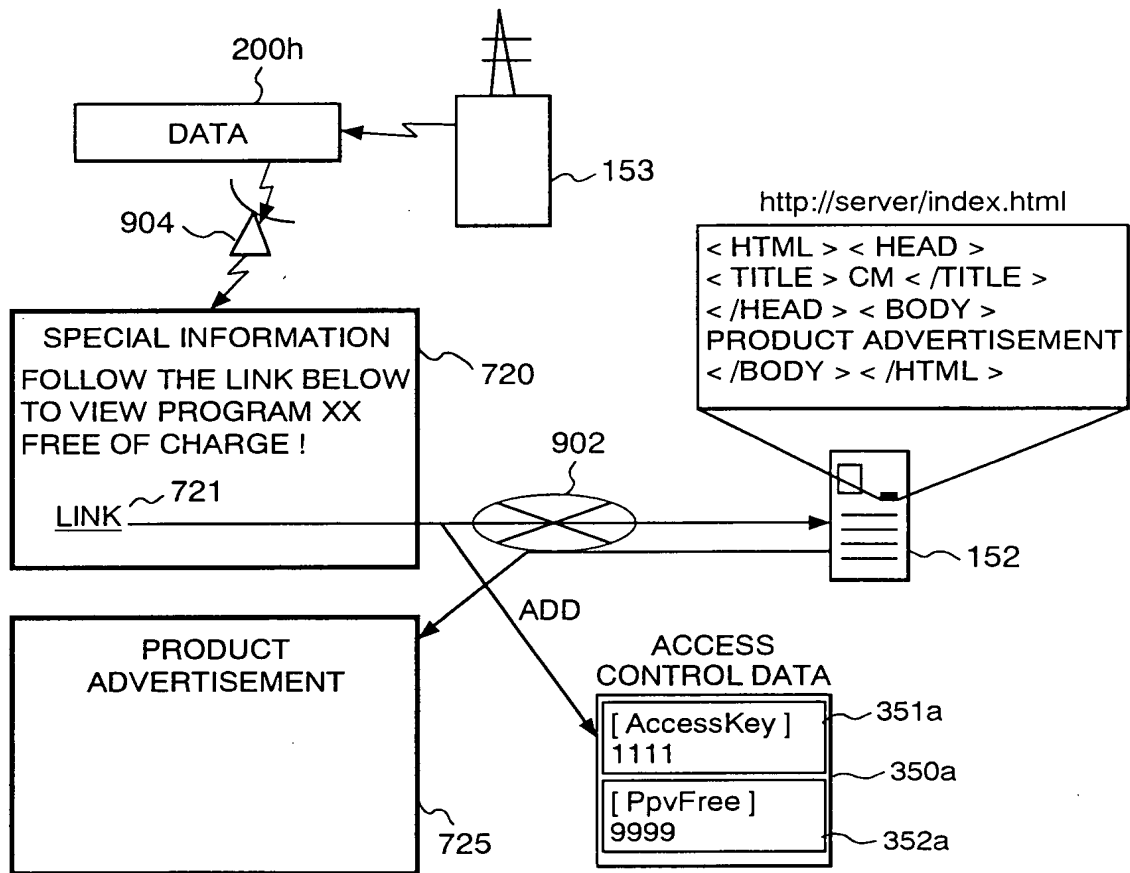 200h
DATA
153
904
http://server/index.html
< HTML > < HEAD >
< TITLE > CM < /TITLE >
< /HEAD > < BODY >
PRODUCT ADVERTISEMENT
< /BODY > < /HTML >
SPECIAL INFORMATION
FOLLOW THE LINK BELOW
TO VIEW PROGRAM XX
FREE OF CHARGE !
720
LINK
721
902
152
ADD
PRODUCT
ADVERTISEMENT
725
ACCESS
CONTROL DATA
[ AccessKey ]
1111
351a
350a
[ PpvFree ]
9999
352a